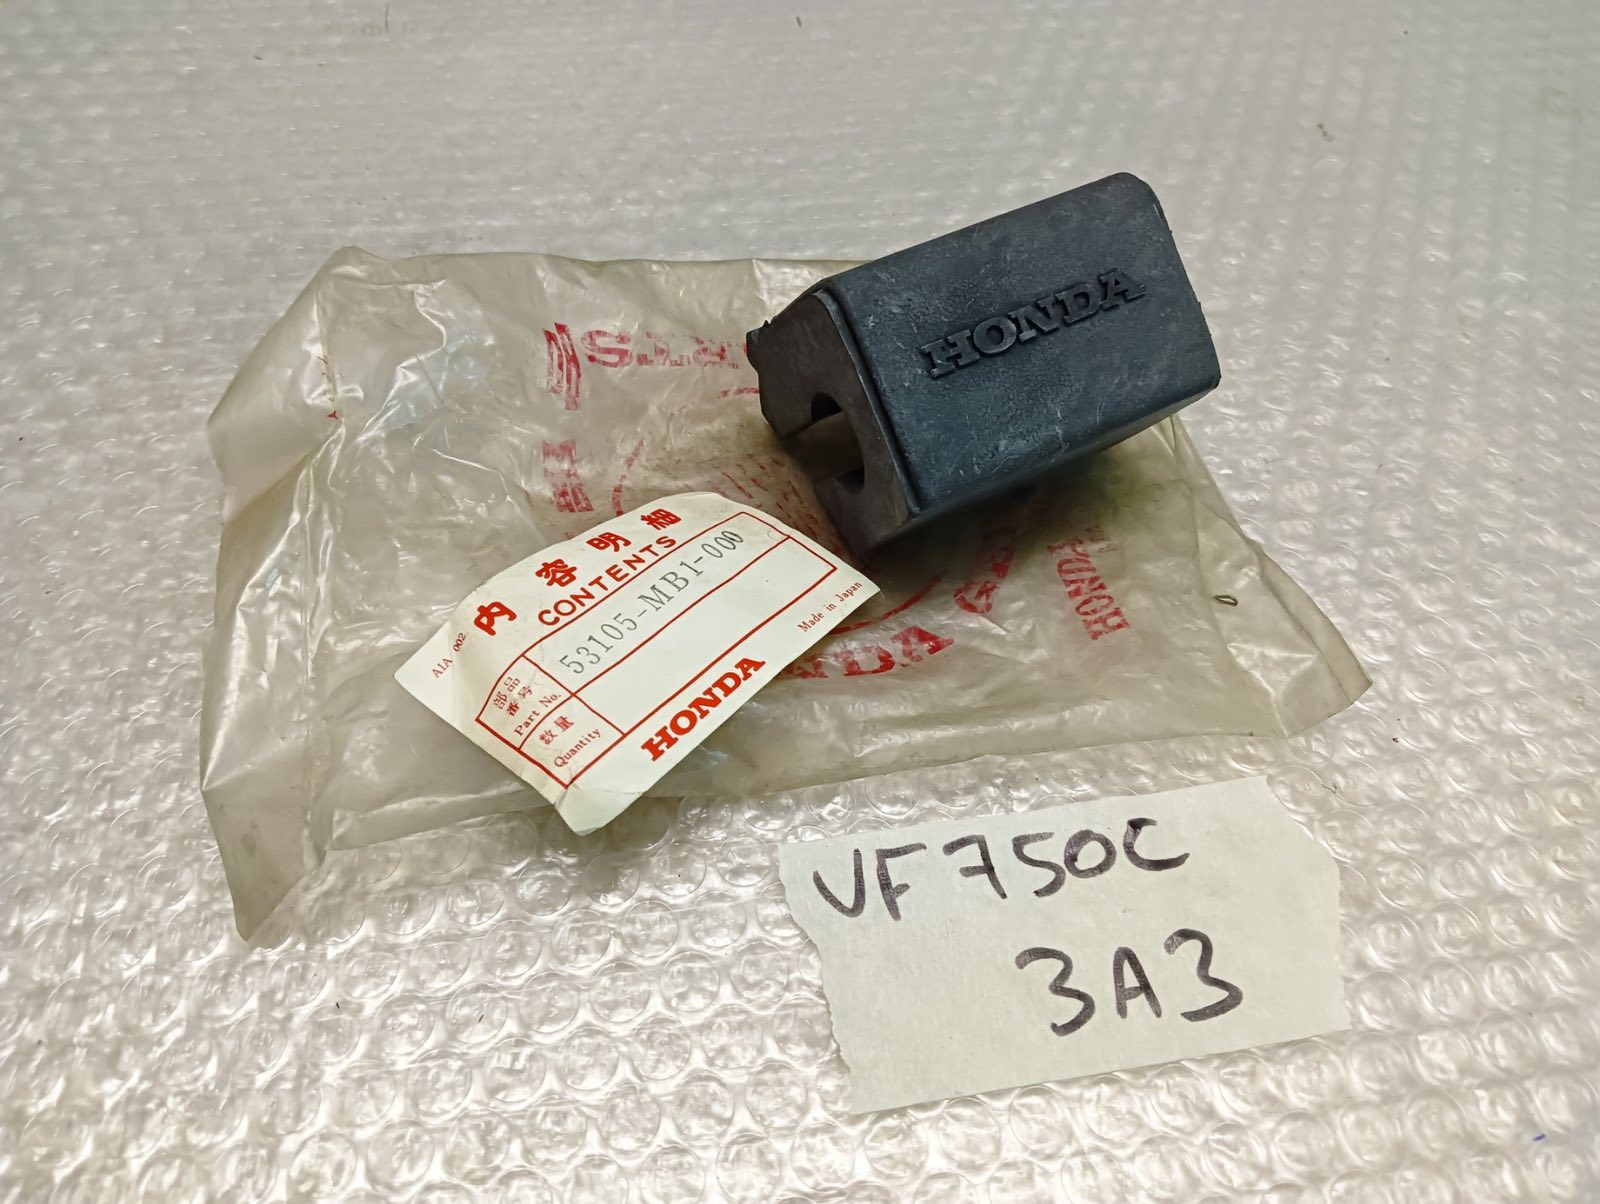 HONDA
内容明細
CONTENTS
AIA 002
部品番号
Part No.
53105-MB1-000
数量
Quantity
Made in Japan
HONDA
HONDA
VF750C
3A3